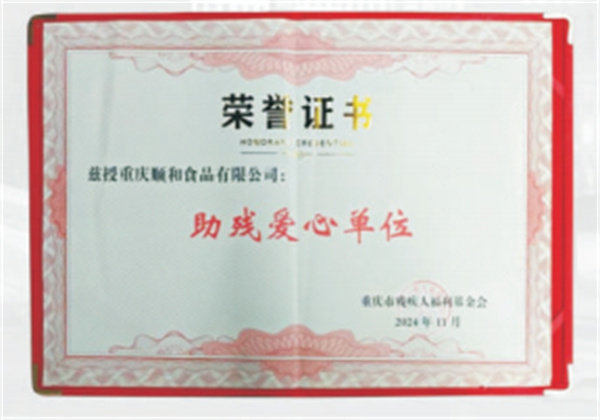 荣誉证书
HONORARY CREDENTIAL
兹授重庆顺和食品有限公司：
助残爱心单位
重庆市残疾人福利基金会
2024年11月